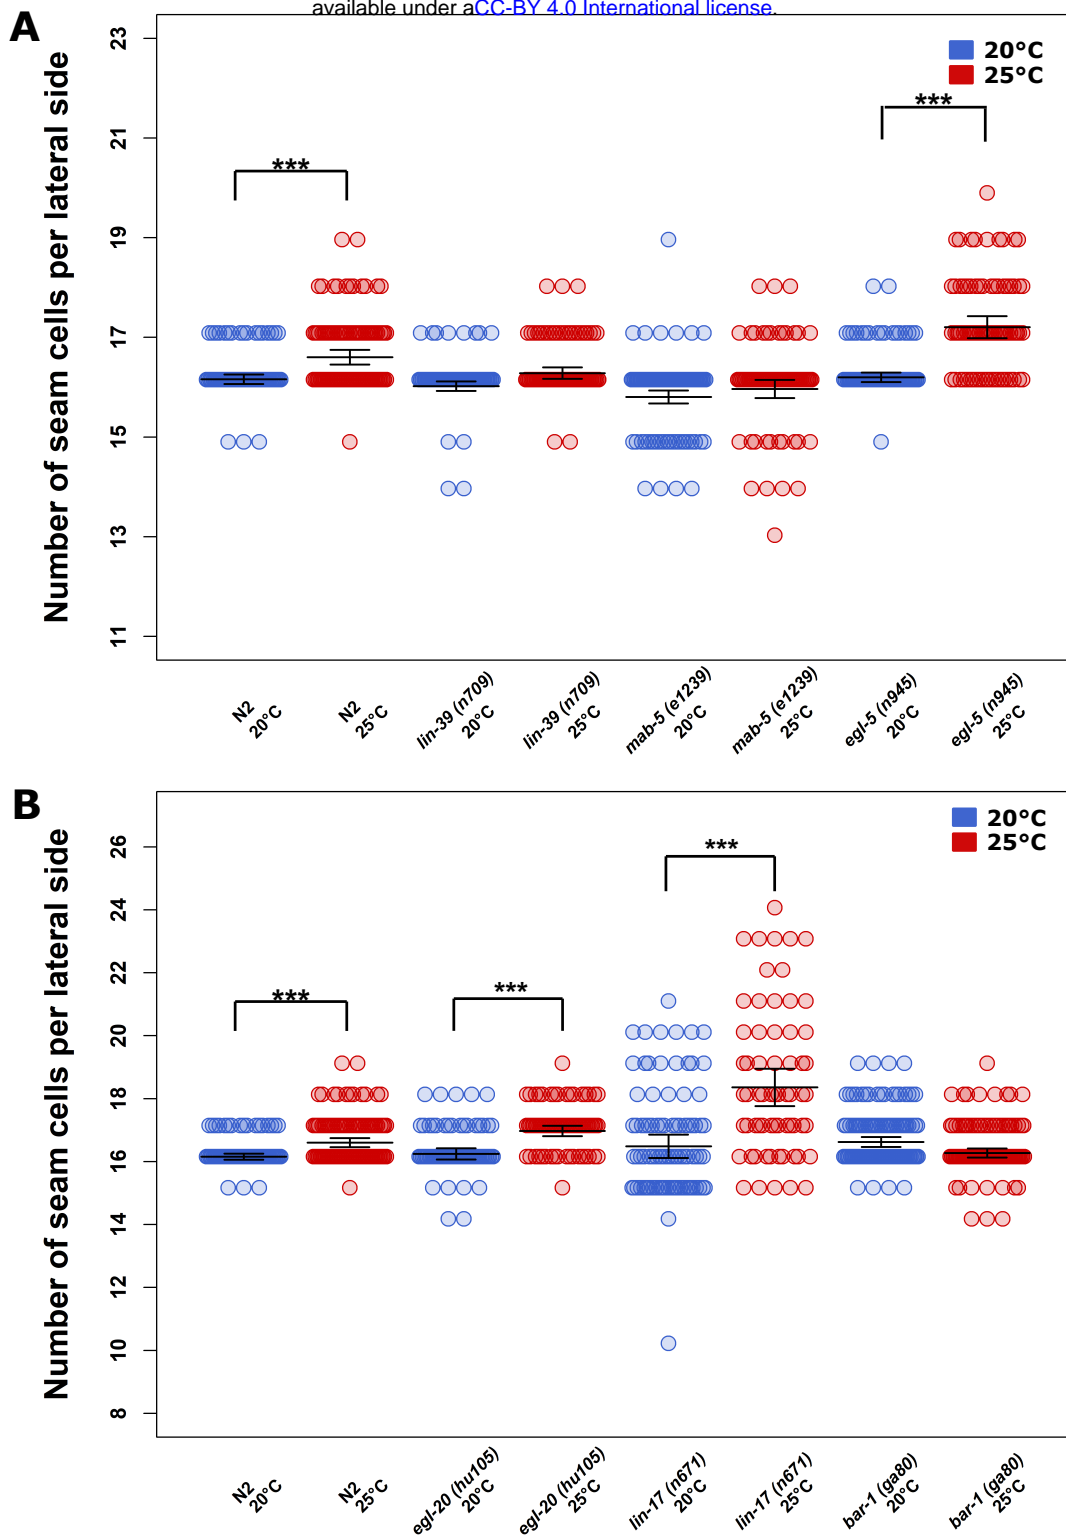 available under aCC-BY 4.0 International license.
A
Number of seam cells per lateral side
23
21
19
17
15
13
11
20°C
25°C
***
***
N2
20°C
N2
25°C
lin-39 (n709)
20°C
lin-39 (n709)
25°C
mab-5 (e1239)
20°C
mab-5 (e1239)
25°C
egl-5 (n945)
20°C
egl-5 (n945)
25°C
B
Number of seam cells per lateral side
26
24
22
20
18
16
14
12
10
8
20°C
25°C
***
***
***
N2
20°C
N2
25°C
egl-20 (hu105)
20°C
egl-20 (hu105)
25°C
lin-17 (n671)
20°C
lin-17 (n671)
25°C
bar-1 (ga80)
20°C
bar-1 (ga80)
25°C